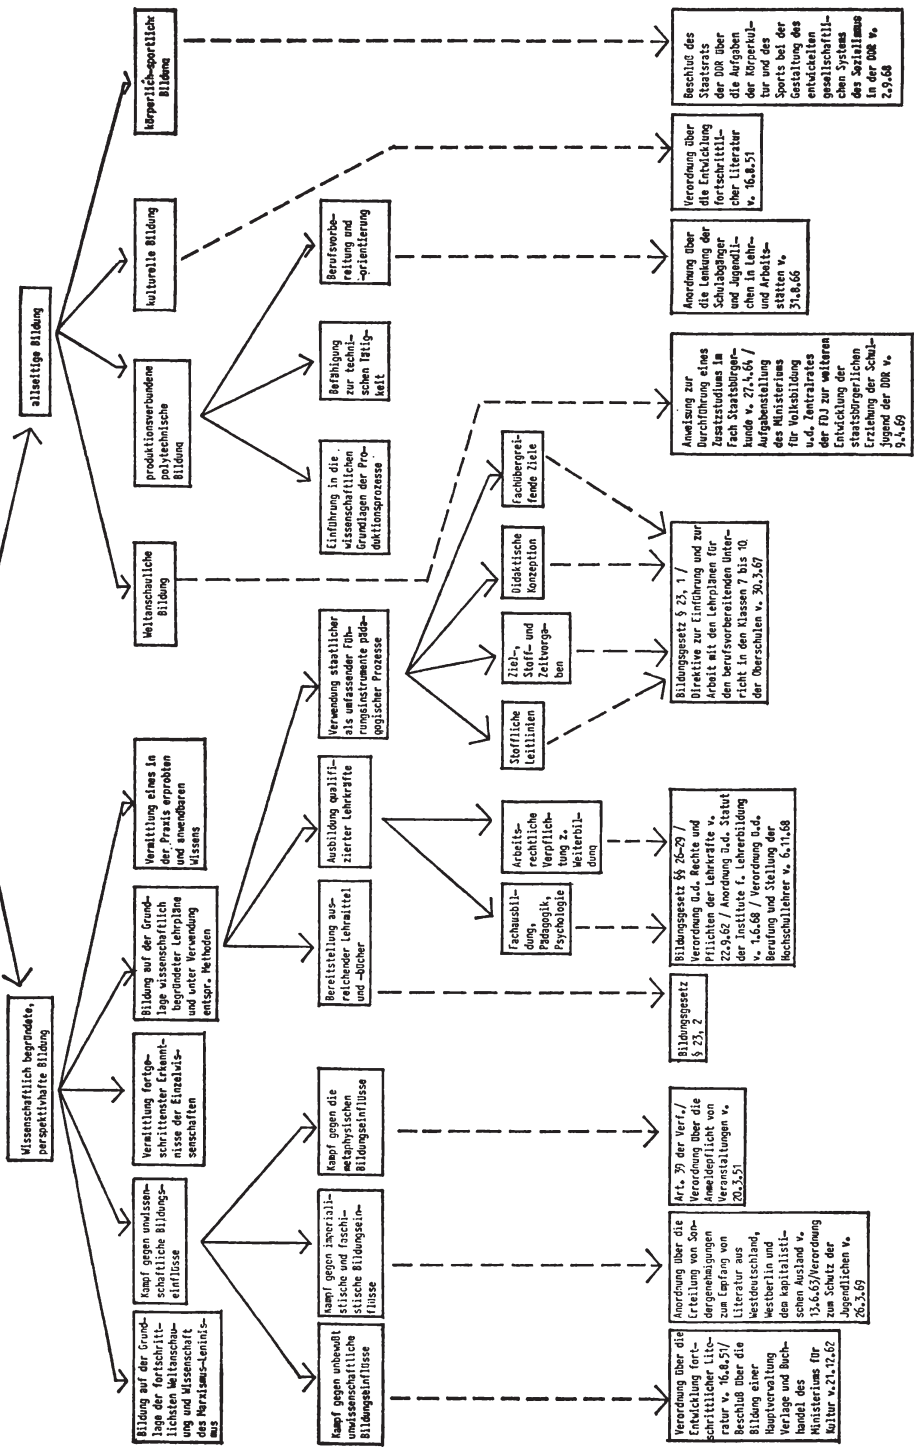 Wissenschaftlich begründete,
perspektivhafte Bildung
allseitige Bildung
Bildung auf der Grund-
lage der fortschritt-
lichsten Weltanschau-
ung und Wissenschaft
des Marxismus-Leninis-
mus
Kampf gegen unwissen-
schaftliche Bildungs-
einflüsse
Vermittlung fortge-
schrittenster Erkennt-
nisse der Einzelwis-
senschaften
Bildung auf der Grund-
lage wissenschaftlich
begründeter Lehrpläne
und unter Verwendung
entspr. Methoden
Vermittlung eines in
der Praxis erprobten
und anwendbaren
Wissens
Weltanschauliche
Bildung
produktionsverbundene
polytechnische
Bildung
kulturelle Bildung
körperlich-sportliche
Bildung
Kampf gegen unbewußt
unwissenschaftliche
Bildungseinflüsse
Kampf gegen imperiali-
stische und faschi-
stische Bildungsein-
flüsse
Kampf gegen die
metaphysischen
Bildungseinflüsse
Bereitstellung aus-
reichender Lehrmittel
und -bücher
Ausbildung qualifi-
zierter Lehrkräfte
Verwendung staatlicher
als umfassender Füh-
rungsinstrumente päda-
gogischer Prozesse
Einführung in die
wissenschaftlichen
Grundlagen der Pro-
duktionsprozesse
Befähigung
zur techni-
schen Tätig-
keit
Berufsvorbe-
reitung und
-orientierung
Fachausbil-
dung,
Pädagogik,
Psychologie
Arbeits-
rechtliche
Verpflich-
tung z.
Weiterbil-
dung
Stoffliche
Leitlinien
Ziel-,
Stoff- und
Zeitvorga-
ben
Didaktische
Konzeption
Fachübergrei-
fende Ziele
Verordnung über die
Entwicklung fort-
schrittlicher Lite-
ratur v. 16.8.51/
Beschluß über die
Bildung einer
Hauptverwaltung
Verlage und Buch-
handel des
Ministeriums für
Kultur v.21.12.62
Anordnung über die
Erteilung von Son-
dergenehmigungen
zum Empfang von
Literatur aus
Westdeutschland,
Westberlin und
dem kapitalisti-
schen Ausland v.
13.6.63/Verordnung
zum Schutz der
Jugendlichen v.
26.3.69
Art. 39 der Verf./
Verordnung über die
Anmeldepflicht von
Veranstaltungen v.
20.3.51
Bildungsgesetz
§ 23, 2
Bildungsgesetz §§ 26-29 /
Verordnung ü.d. Rechte und
Pflichten der Lehrkräfte v.
22.9.62 / Anordnung ü.d. Statut
der Institute f. Lehrerbildung
v. 1.6.68 / Verordnung ü.d.
Berufung und Stellung der
Hochschullehrer v. 6.11.68
Bildungsgesetz § 23, 1 /
Direktive zur Einführung und zur
Arbeit mit den Lehrplänen für
den berufsvorbereitenden Unter-
richt in den Klassen 7 bis 10
der Oberschulen v. 30.3.67
Anweisung zur
Durchführung eines
Zusatzstudiums im
Fach Staatsbürger-
kunde v. 27.4.64 /
Aufgabenstellung
des Ministeriums
für Volksbildung
u.d. Zentralrates
der FDJ zur weiteren
Entwicklung der
staatsbürgerlichen
Erziehung der Schul-
jugend der DDR v.
9.4.69
Anordnung über
die Lenkung der
Schulabgänger
und Jugendli-
chen in Lehr-
und Arbeits-
stätten v.
31.8.66
Verordnung über
die Entwicklung
fortschrittli-
cher Literatur
v. 16.8.51
Beschluß des
Staatsrats
der DDR über
die Aufgaben
der Körperkul-
tur und des
Sports bei der
Gestaltung des
entwickelten
gesellschaftli-
chen Systems
des Sozialismus
in der DDR v.
2.9.68